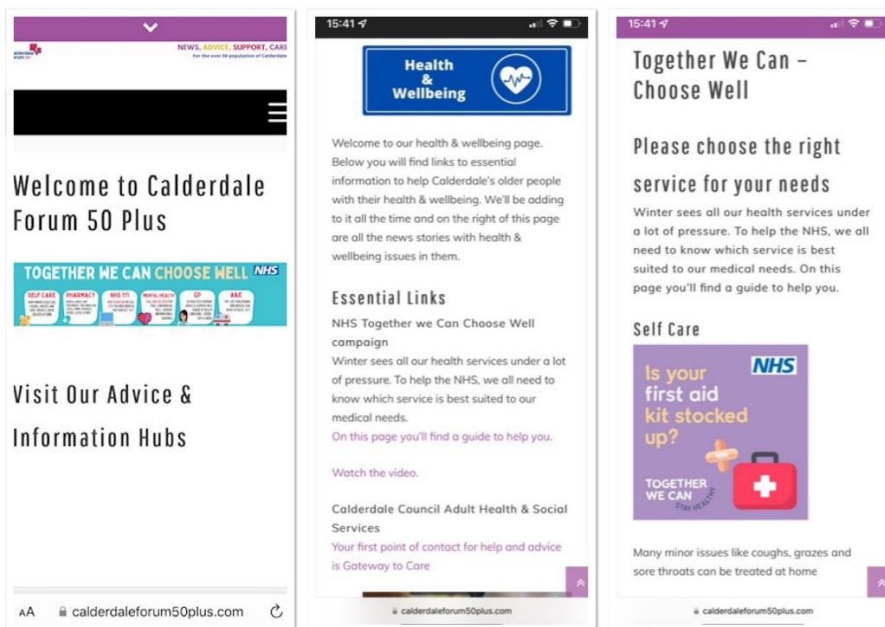 NEWS, ADVICE, SUPPORT, CARE
For the over 50 population of Calderdale
Welcome to Calderdale
Forum 50 Plus
TOGETHER WE CAN CHOOSE WELL NHS
SELF CARE PHARMACY NHS 111 MENTAL HEALTH GP A&E
Visit Our Advice &
Information Hubs
AA calderdaleforum50plus.com
15:41
Health
&
Wellbeing
Welcome to our health & wellbeing page.
Below you will find links to essential
information to help Calderdale's older people
with their health & wellbeing. We'll be adding
to it all the time and on the right of this page
are all the news stories with health &
wellbeing issues in them.
Essential Links
NHS Together we Can Choose Well
campaign
Winter sees all our health services under a lot
of pressure. To help the NHS, we all need to
know which service is best suited to our
medical needs.
On this page you'll find a guide to help you.
Watch the video.
Calderdale Council Adult Health & Social
Services
Your first point of contact for help and advice
is Gateway to Care
calderdaleforum50plus.com
15:41
Together We Can –
Choose Well
Please choose the right
service for your needs
Winter sees all our health services under
a lot of pressure. To help the NHS, we all
need to know which service is best
suited to our medical needs. On this
page you'll find a guide to help you.
Self Care
NHS
Is your
first aid
kit stocked
up?
TOGETHER
WE CAN
STAY HEALTHY
Many minor issues like coughs, grazes and
sore throats can be treated at home
calderdaleforum50plus.com